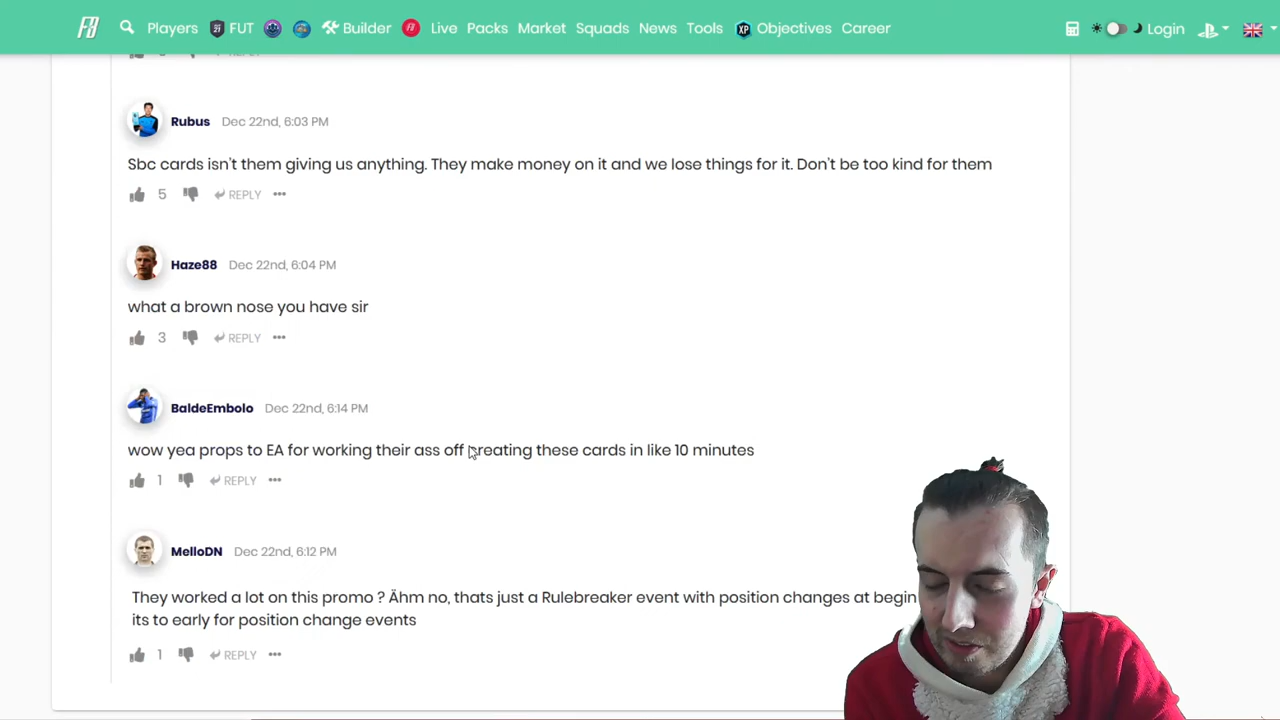 FB Players FUT Builder Live Packs Market Squads News Tools XP Objectives Career Login
Rubus Dec 22nd, 6:03 PM
Sbc cards isn't them giving us anything. They make money on it and we lose things for it. Don't be too kind for them
5 REPLY •••
Haze88 Dec 22nd, 6:04 PM
what a brown nose you have sir
3 REPLY •••
BaldeEmbolo Dec 22nd, 6:14 PM
wow yea props to EA for working their ass off creating these cards in like 10 minutes
1 REPLY •••
MelloDN Dec 22nd, 6:12 PM
They worked a lot on this promo ? Ähm no, thats just a Rulebreaker event with position changes at begin
its to early for position change events
1 REPLY •••